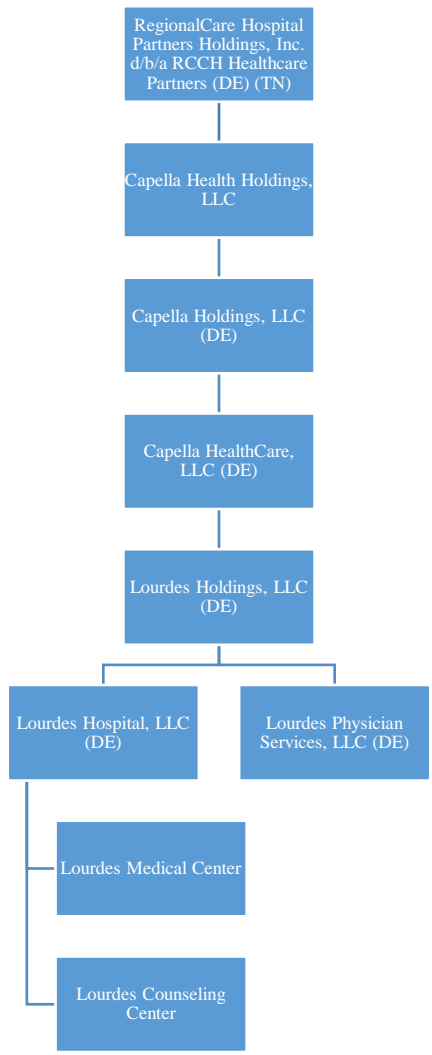 RegionalCare Hospital
Partners Holdings, Inc.
d/b/a RCCH Healthcare
Partners (DE) (TN)
Capella Health Holdings,
LLC
Capella Holdings, LLC
(DE)
Capella HealthCare,
LLC (DE)
Lourdes Holdings, LLC
(DE)
Lourdes Hospital, LLC
(DE)
Lourdes Physician
Services, LLC (DE)
Lourdes Medical Center
Lourdes Counseling
Center